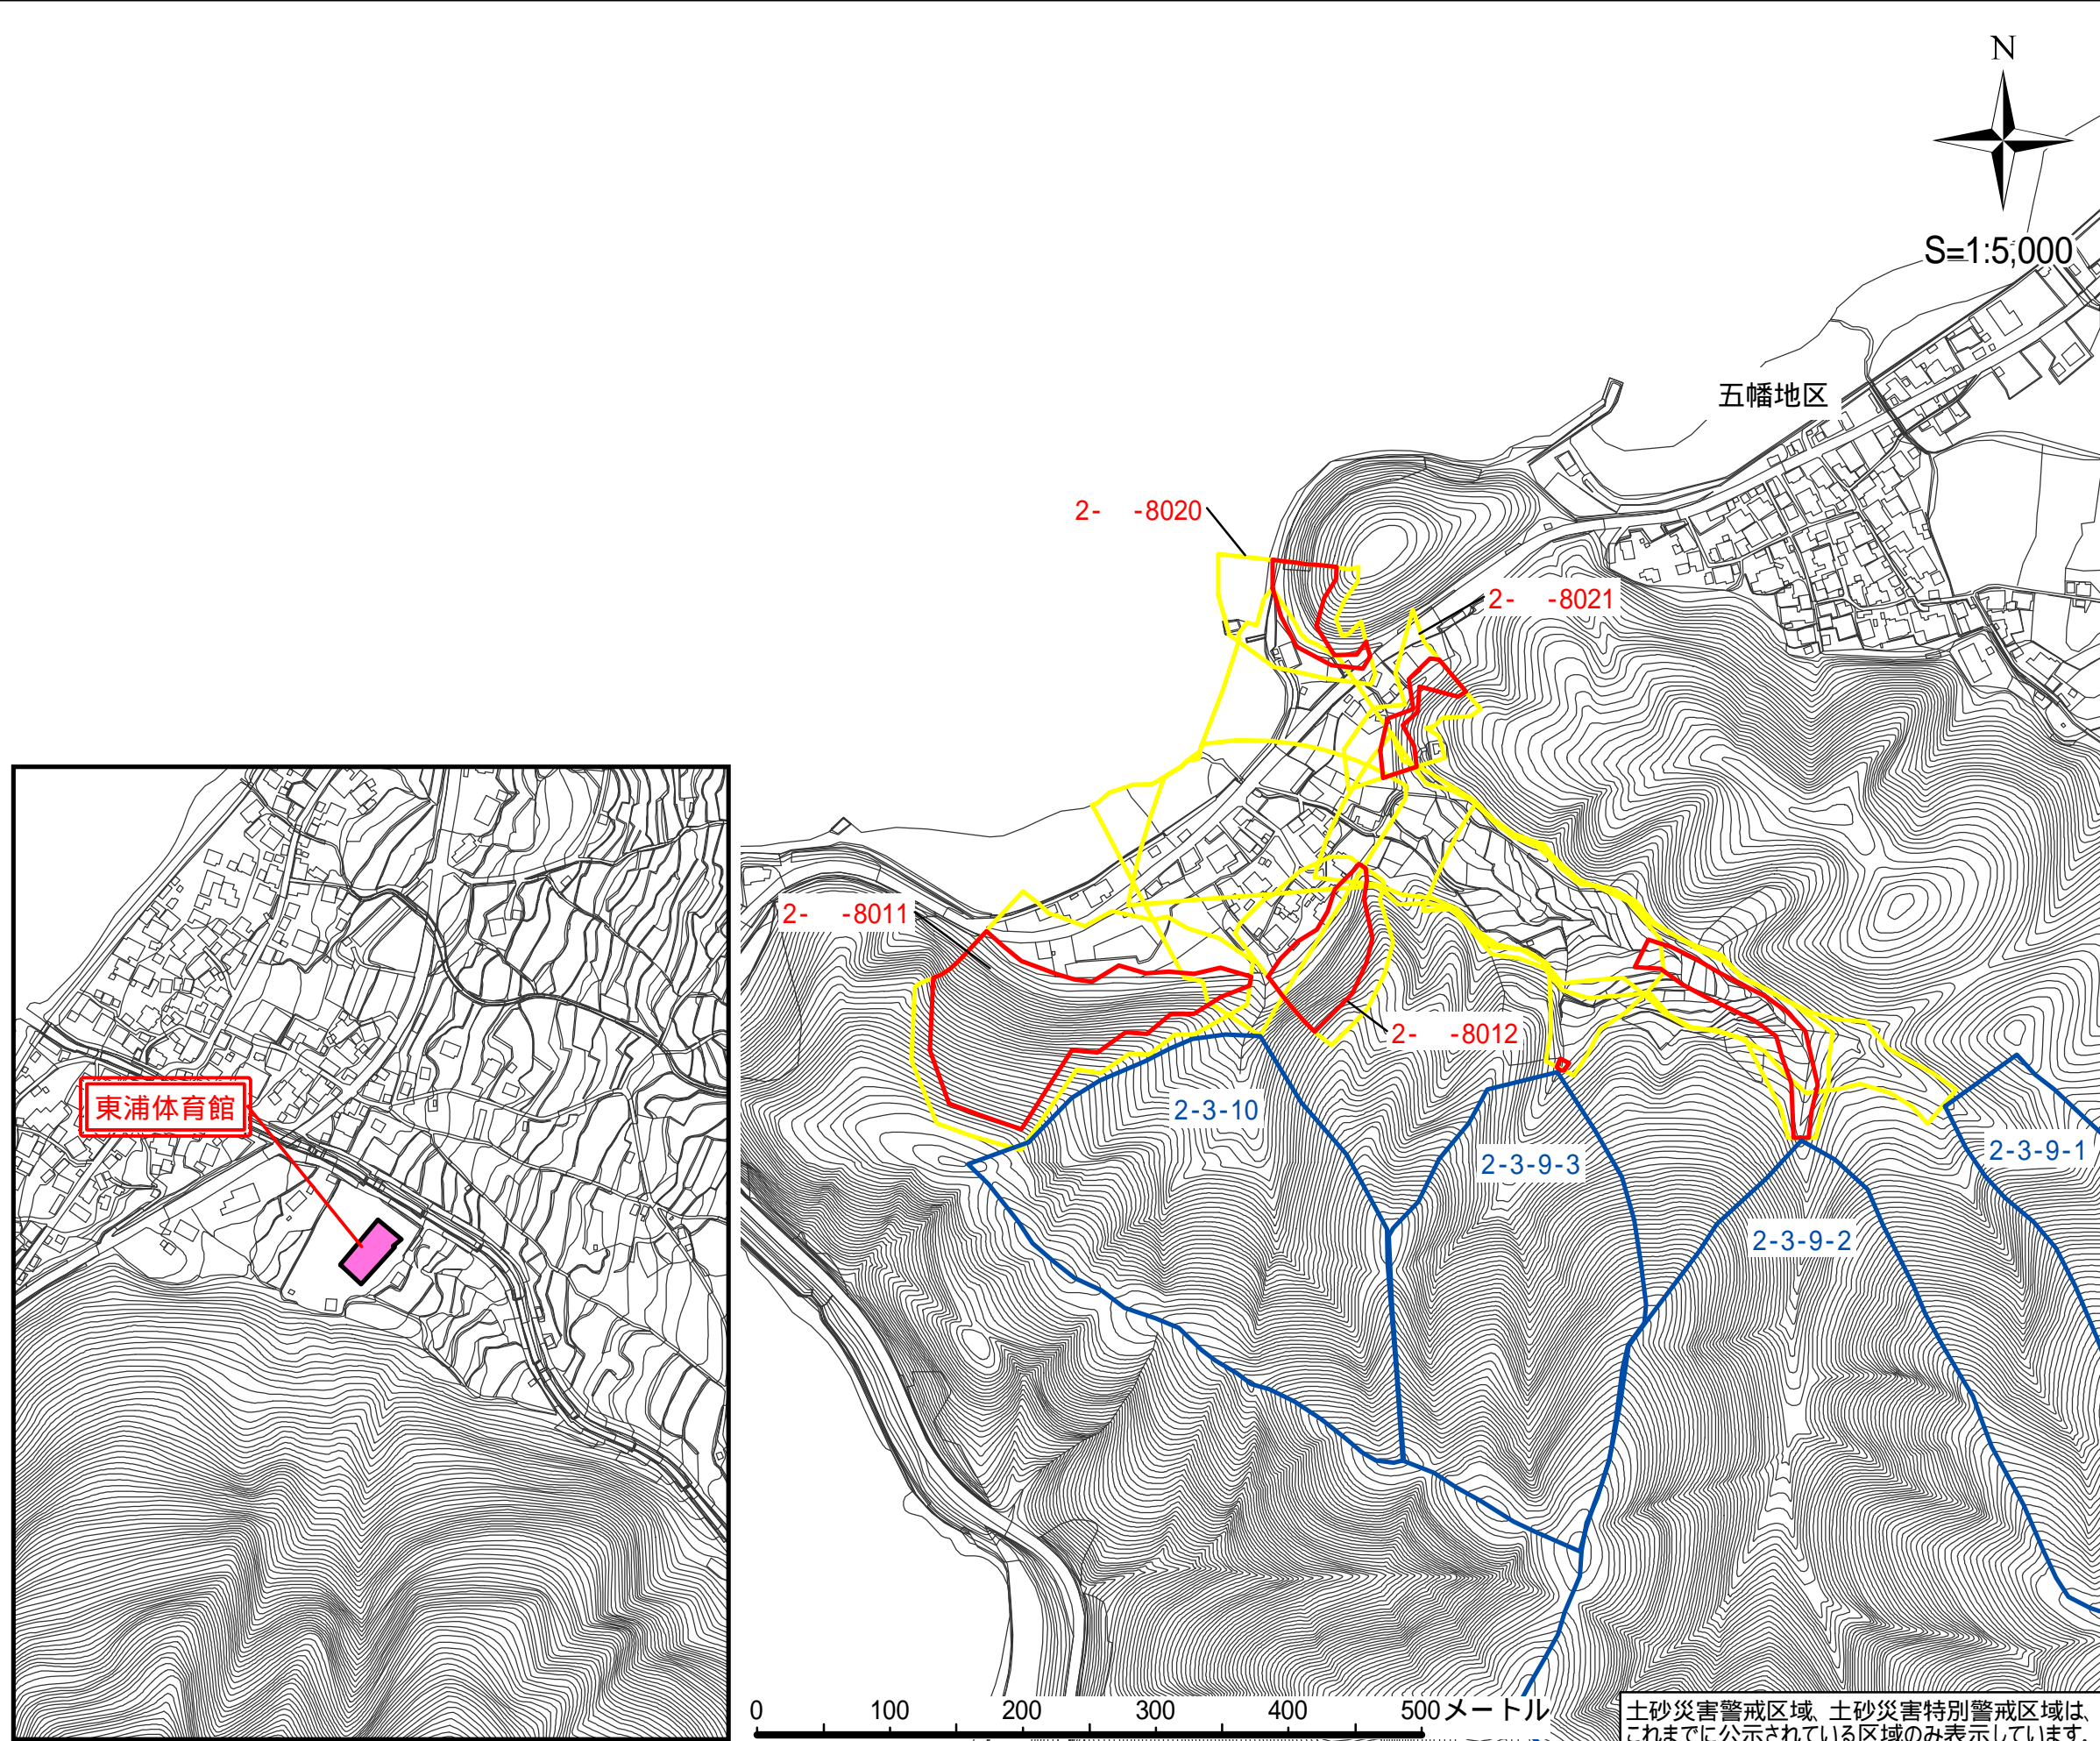 N
S=1:5,000
五幡地区
2-　-8020
2-　-8021
2-　-8011
2-　-8012
東浦体育館
2-3-10
2-3-9-3
2-3-9-1
2-3-9-2
0 100 200 300 400 500メートル
土砂災害警戒区域、土砂災害特別警戒区域は、
これまでに公示されている区域のみ表示しています。